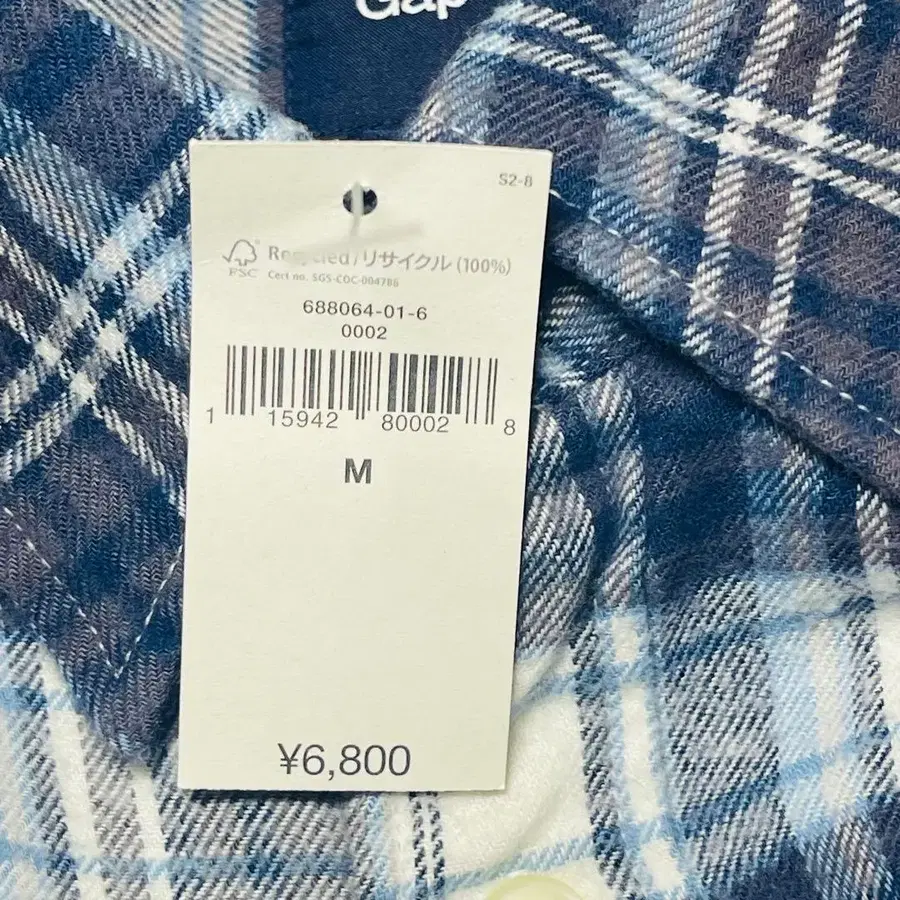 Gap
S2-8
FSC Recycled/リサイクル (100%)
Cert no. SGS-COC-004786
688064-01-6
0002
1 15942 80002 8
M
¥6,800